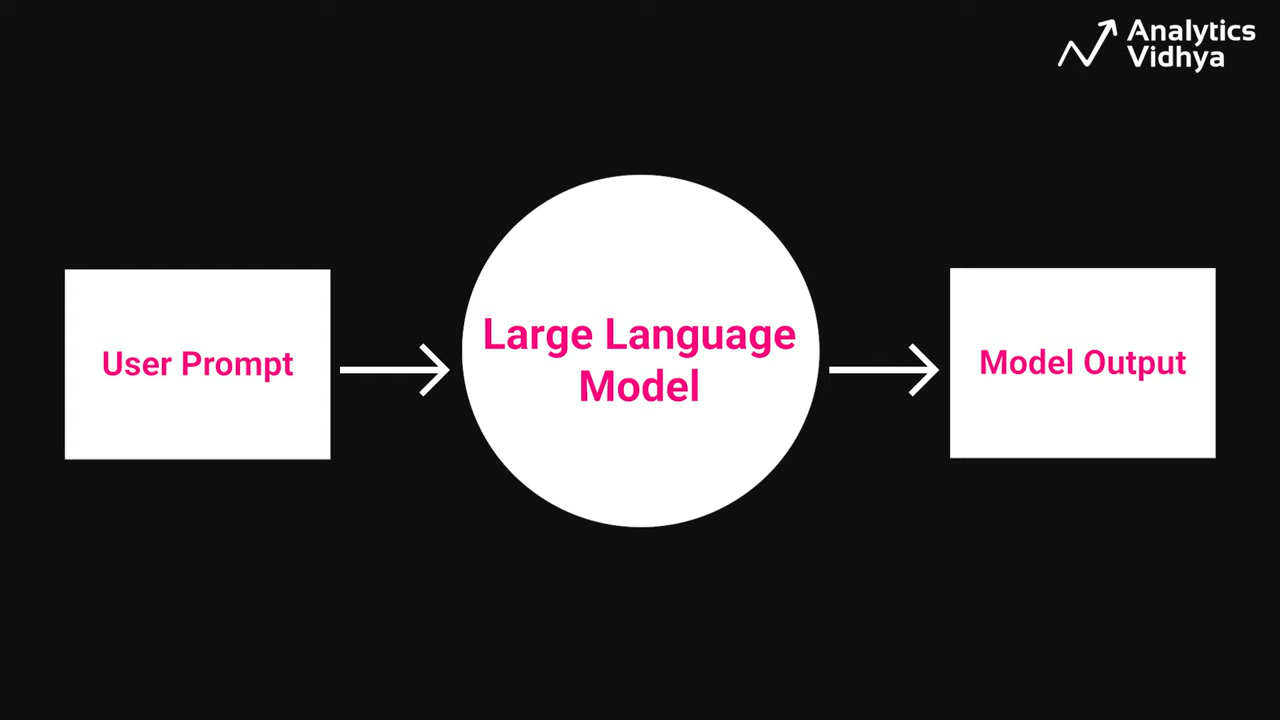 Analytics
Vidhya
User Prompt
Large Language
Model
Model Output